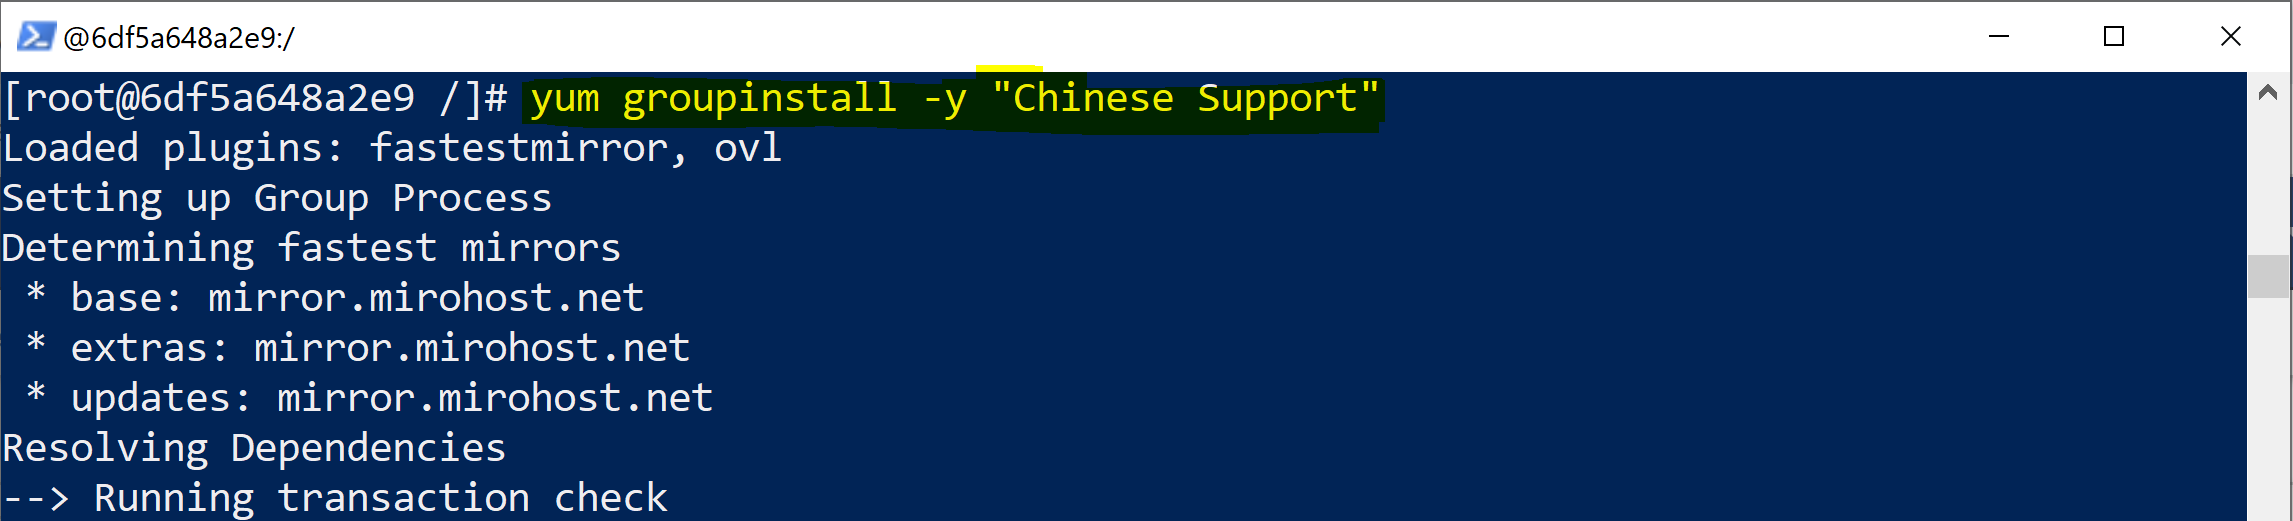 @6df5a648a2e9:/
[root@6df5a648a2e9 /]# yum groupinstall -y "Chinese Support"
Loaded plugins: fastestmirror, ovl
Setting up Group Process
Determining fastest mirrors
 * base: mirror.mirohost.net
 * extras: mirror.mirohost.net
 * updates: mirror.mirohost.net
Resolving Dependencies
--> Running transaction check